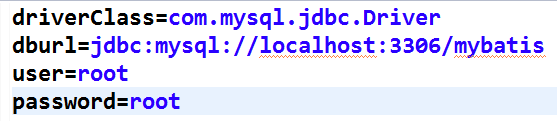 driverClass=com.mysql.jdbc.Driver
dburl=jdbc:mysql://localhost:3306/mybatis
user=root
password=root